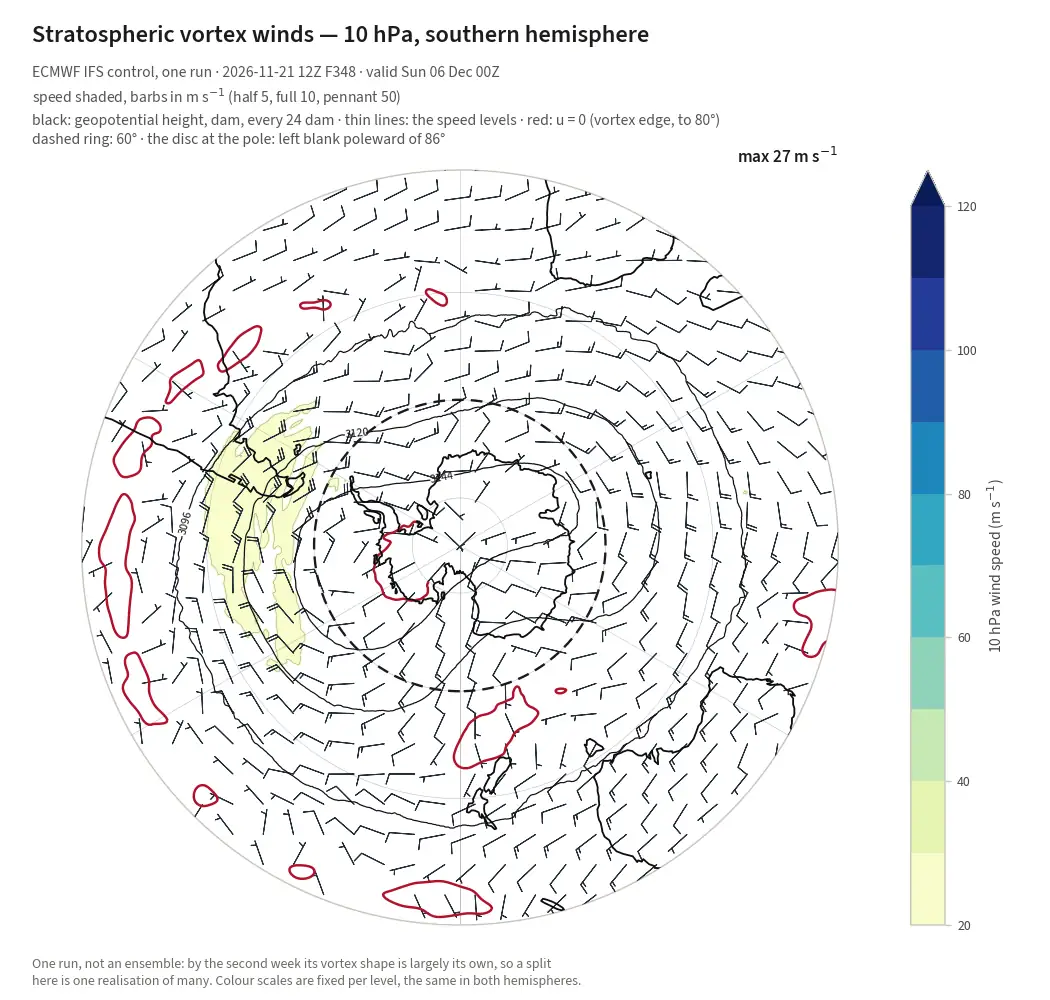 Stratospheric vortex winds — 10 hPa, southern hemisphere
ECMWF IFS control, one run · 2026-11-21 12Z F348 · valid Sun 06 Dec 00Z
speed shaded, barbs in m s⁻¹ (half 5, full 10, pennant 50)
black: geopotential height, dam, every 24 dam · thin lines: the speed levels · red: u = 0 (vortex edge, to 80°)
dashed ring: 60° · the disc at the pole: left blank poleward of 86°
max 27 m s⁻¹
120
100
80
60
40
20
10 hPa wind speed (m s⁻¹)
3120
3144
3096
One run, not an ensemble: by the second week its vortex shape is largely its own, so a split
here is one realisation of many. Colour scales are fixed per level, the same in both hemispheres.